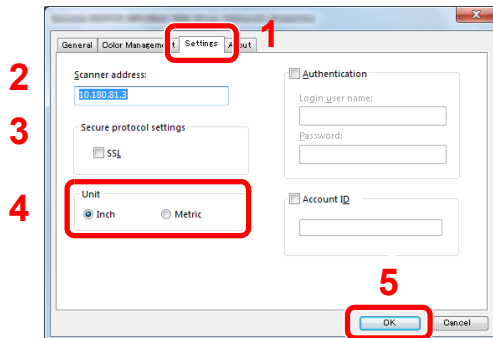 1
General
Color Management
Settings
2
Scanner address:
10.180.81.3
3
Secure protocol settings
SSL
4
Unit
Inch
Metric
Authentication
Login user name:
Password:
Account ID
5
OK
Cancel